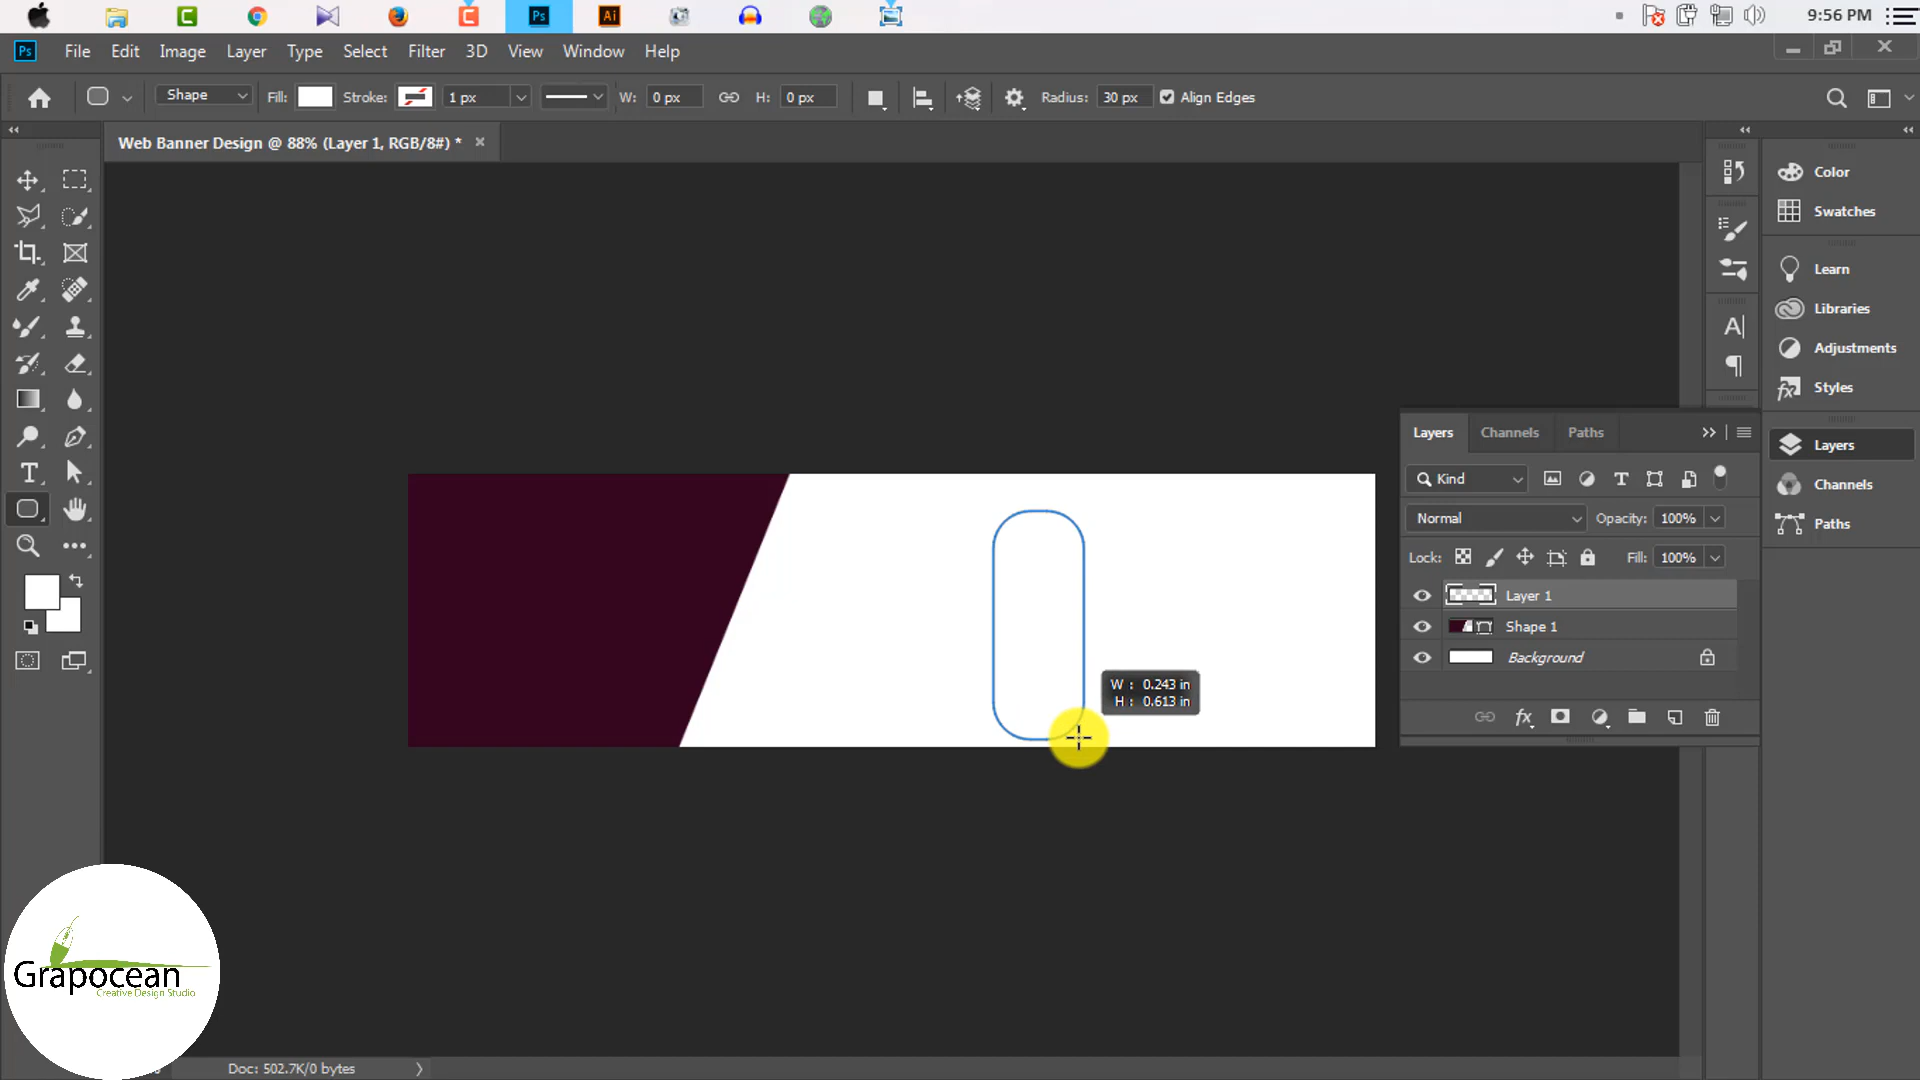 9:56 PM
Ps File Edit Image Layer Type Select Filter 3D View Window Help
Shape Fill: Stroke: 1 px W: 0 px H: 0 px Radius: 30 px Align Edges
Web Banner Design @ 88% (Layer 1, RGB/8#) * ×
Color
Swatches
Learn
Libraries
Adjustments
Styles
Layers
Channels
Paths
Layers Channels Paths
Kind
Normal Opacity: 100%
Lock: Fill: 100%
Layer 1
Shape 1
Background
W : 0.243 in
H : 0.613 in
Grapocean
Creative Design Studio
Doc: 502.7K/0 bytes